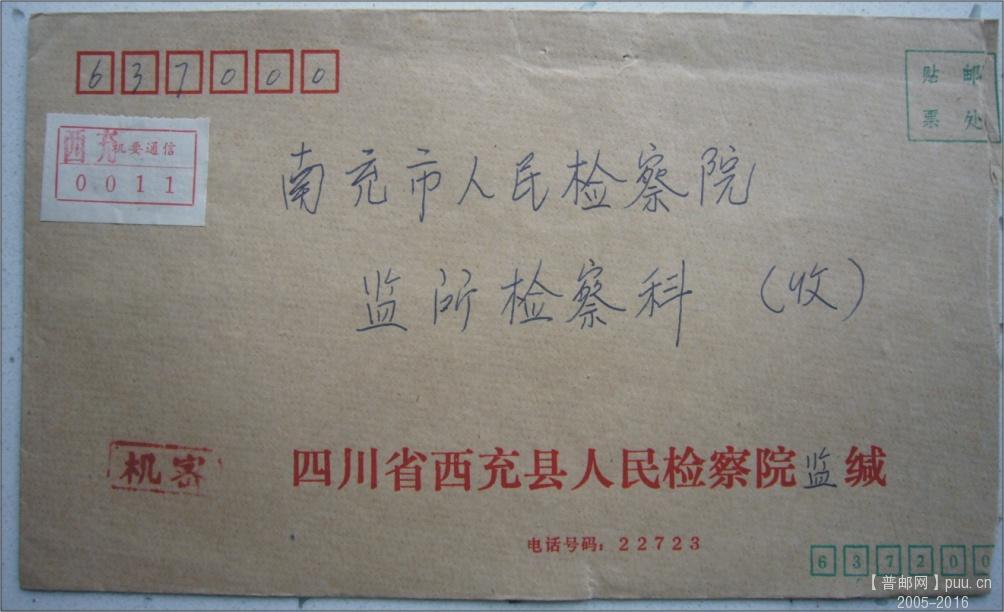 637000
贴 邮
票 处
西充机要通信
0011
南充市人民检察院
监所检察科（收）
机密
四川省西充县人民检察院监缄
电话号码：22723
637200
【普邮网】puu.cn
2005-2016